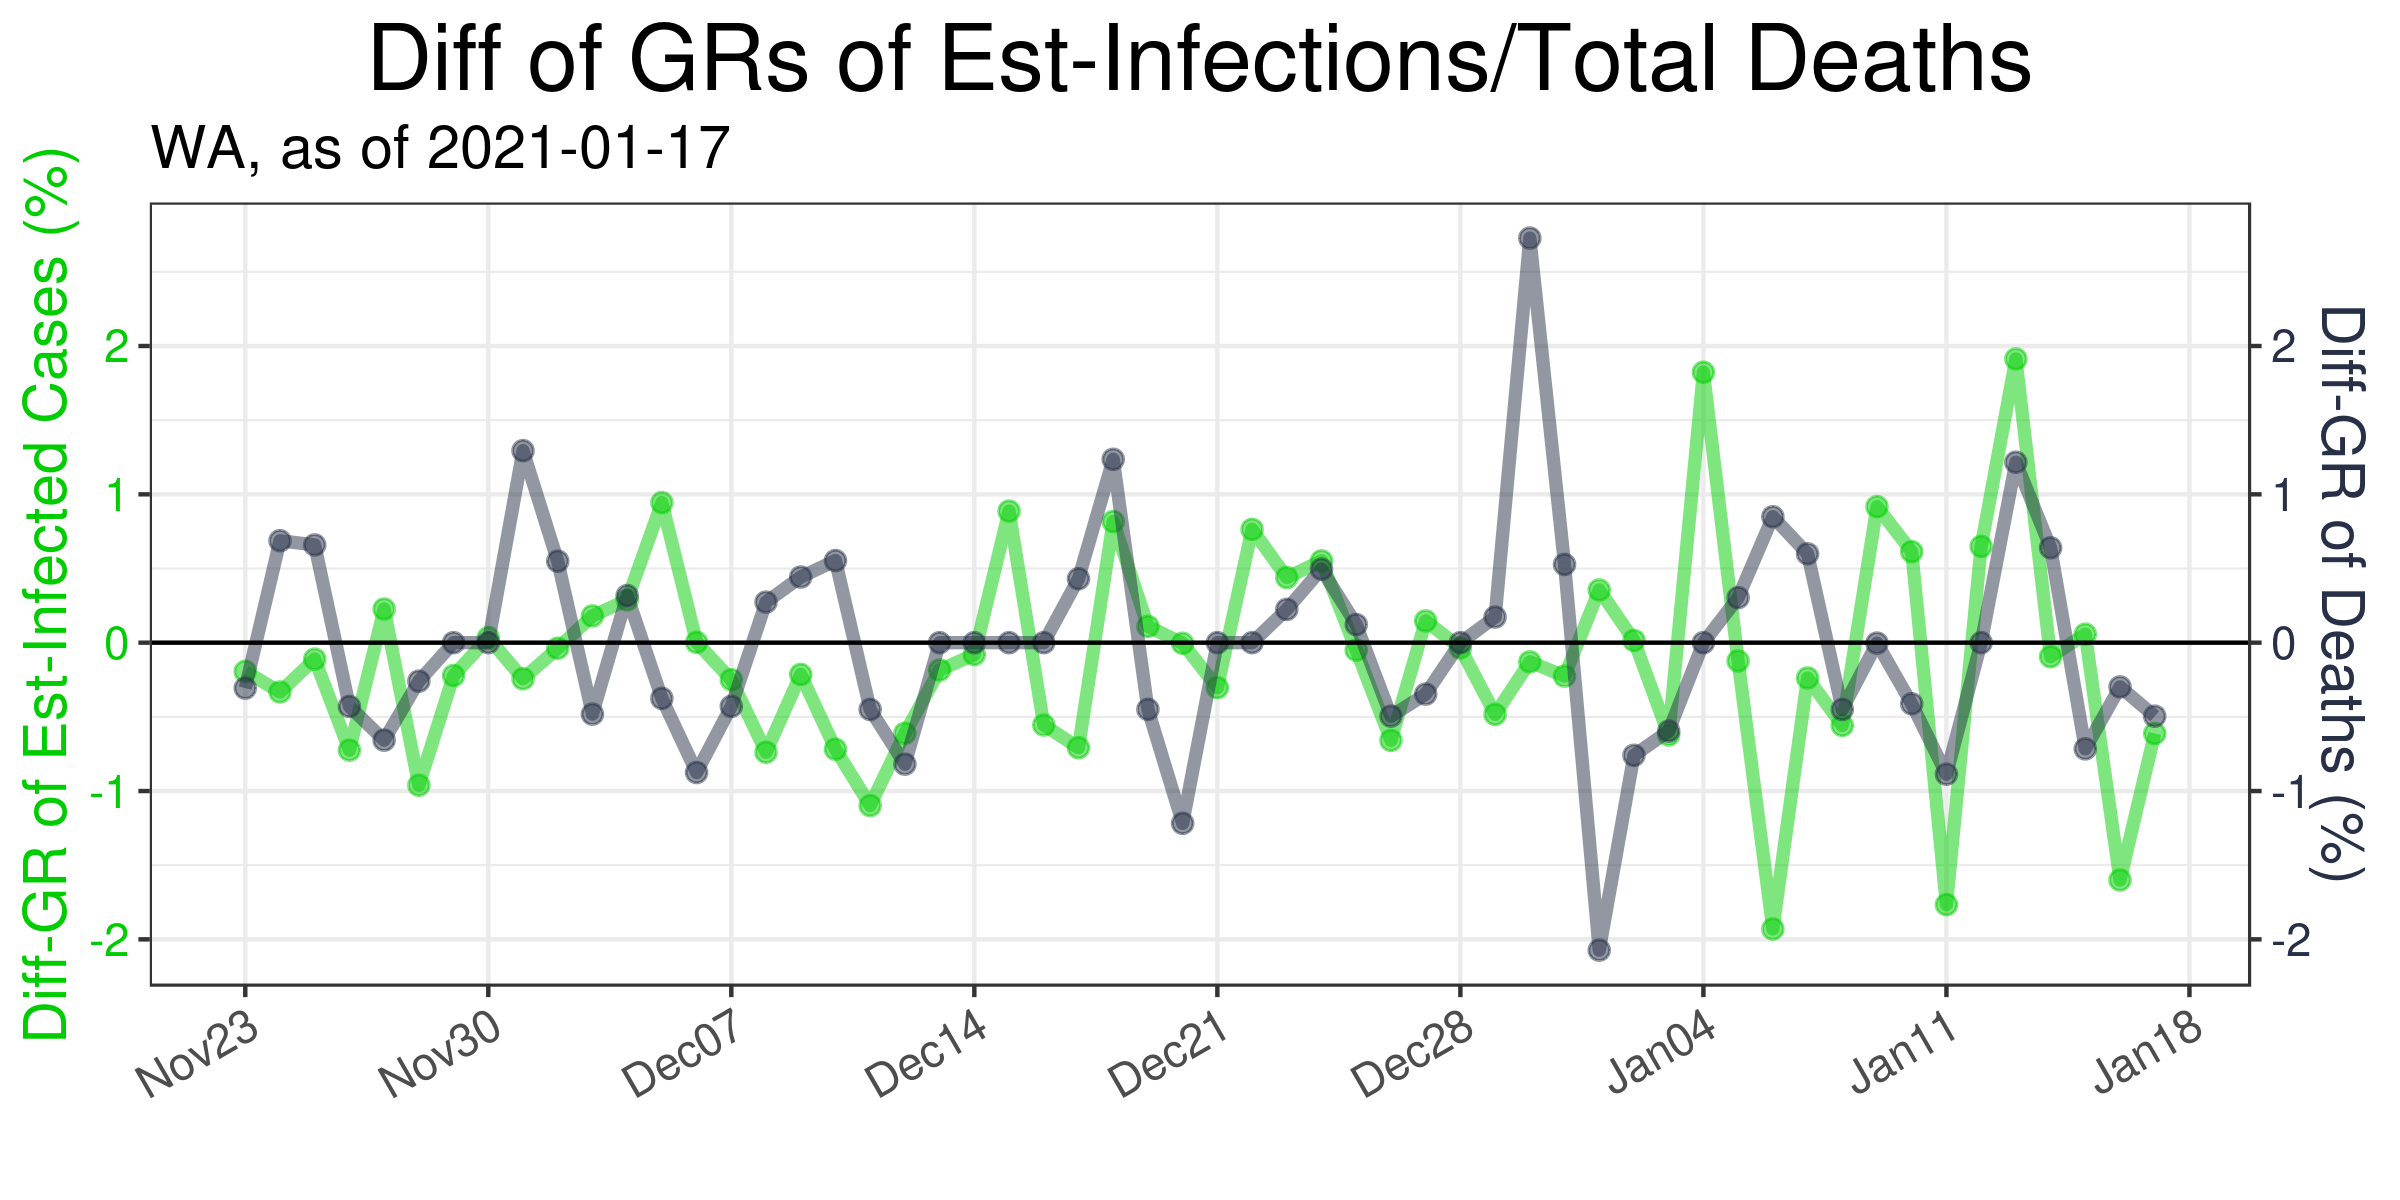 Diff of GRs of Est-Infections/Total Deaths
WA, as of 2021-01-17
Diff-GR of Est-Infected Cases (%)
2
1
0
-1
-2
2
1
0
-1
-2
Diff-GR of Deaths (%)
Nov23
Nov30
Dec07
Dec14
Dec21
Dec28
Jan04
Jan11
Jan18